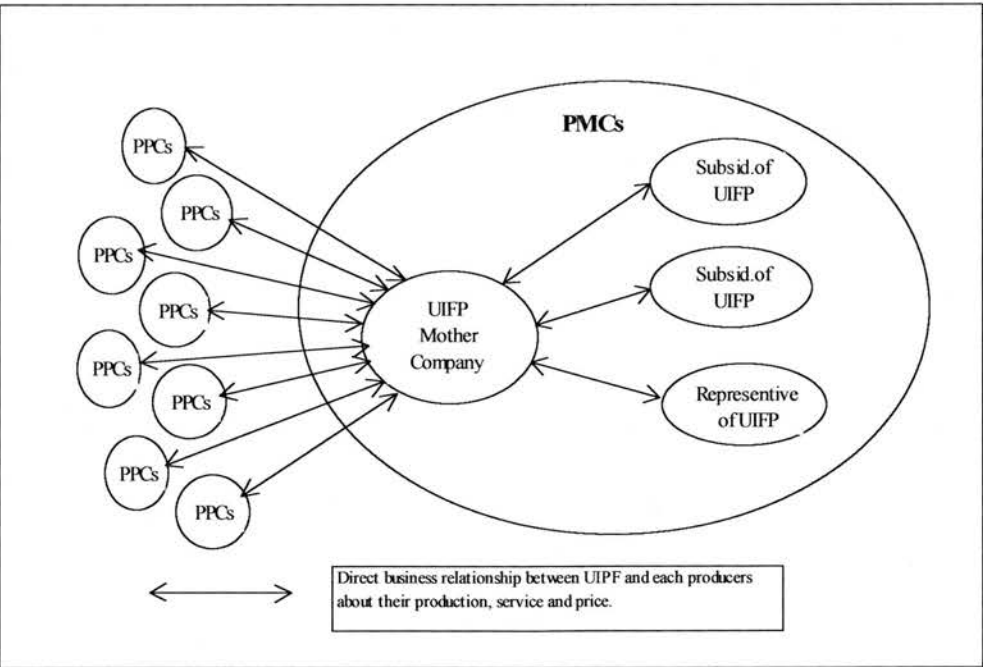 PMCs
PPCs
PPCs
PPCs
PPCs
PPCs
PPCs
PPCs
PPCs
UIFP
Mother
Company
Subsid.of
UIFP
Subsid.of
UIFP
Representive
of UIFP
Direct business relationship between UIPF and each producers
about their production, service and price.